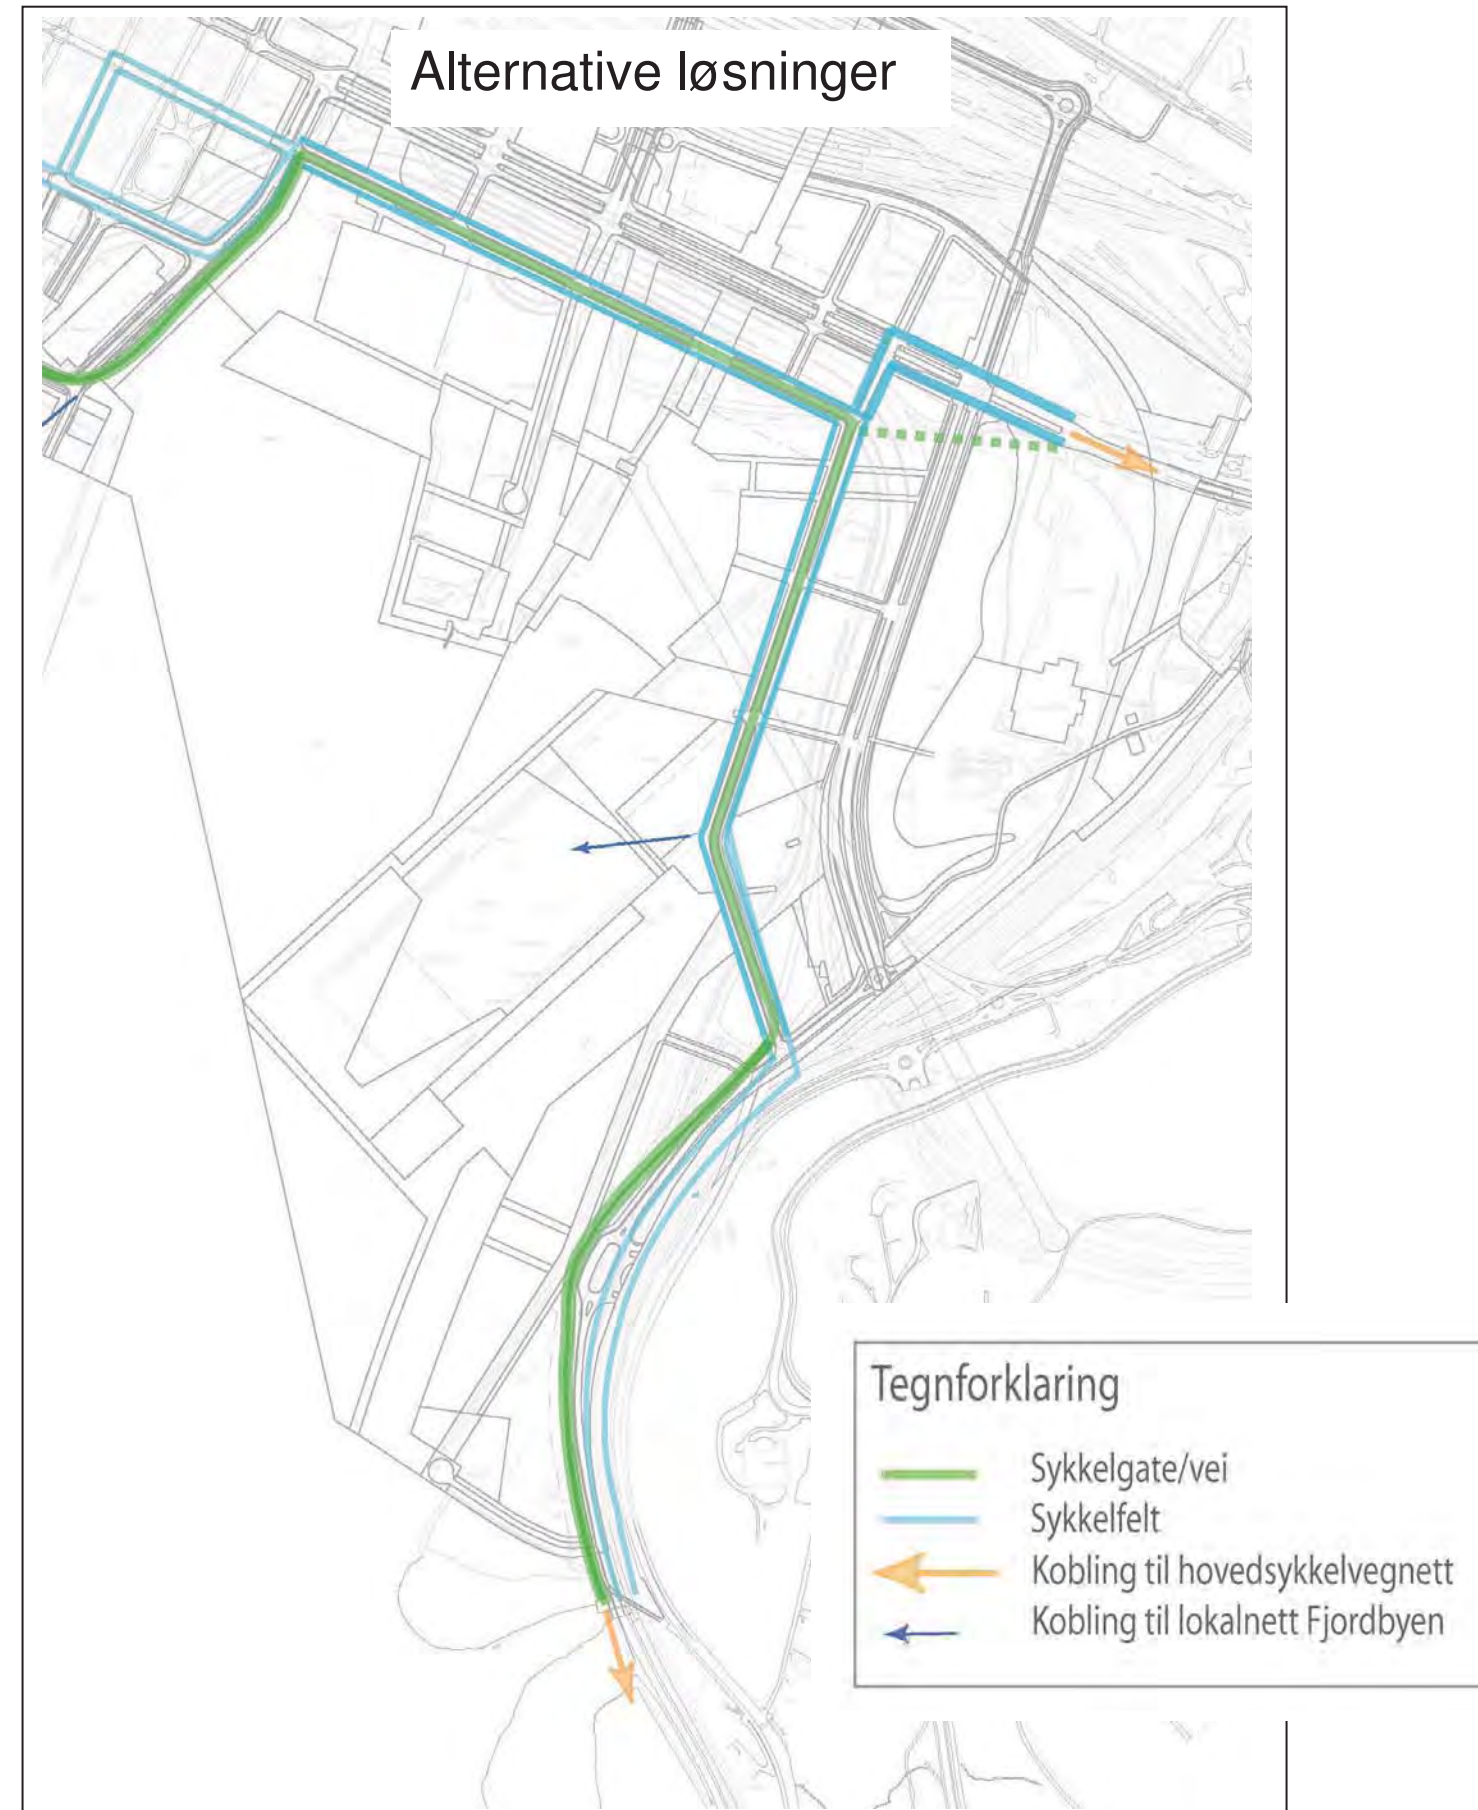 Alternative løsninger
Tegnforklaring
Sykkelgate/vei
Sykkelfelt
Kobling til hovedsykkelvegnett
Kobling til lokalnett Fjordbyen